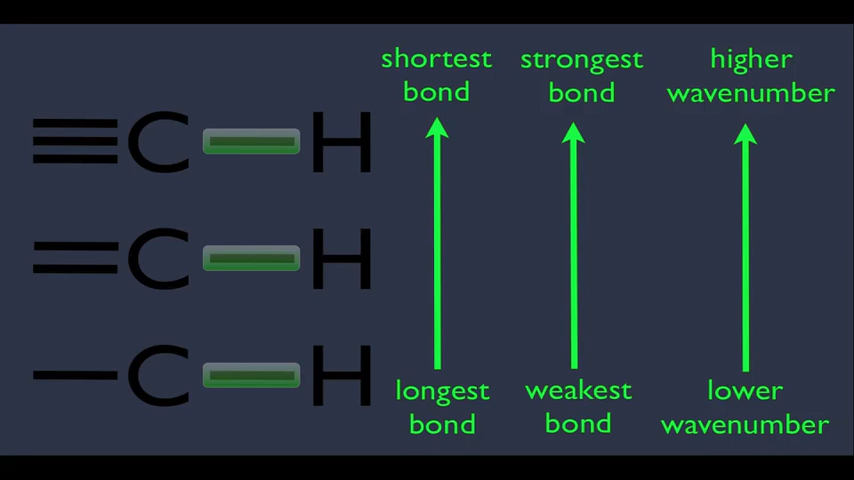 shortest bond
strongest bond
higher wavenumber
≡C–H
=C–H
–C–H
longest bond
weakest bond
lower wavenumber